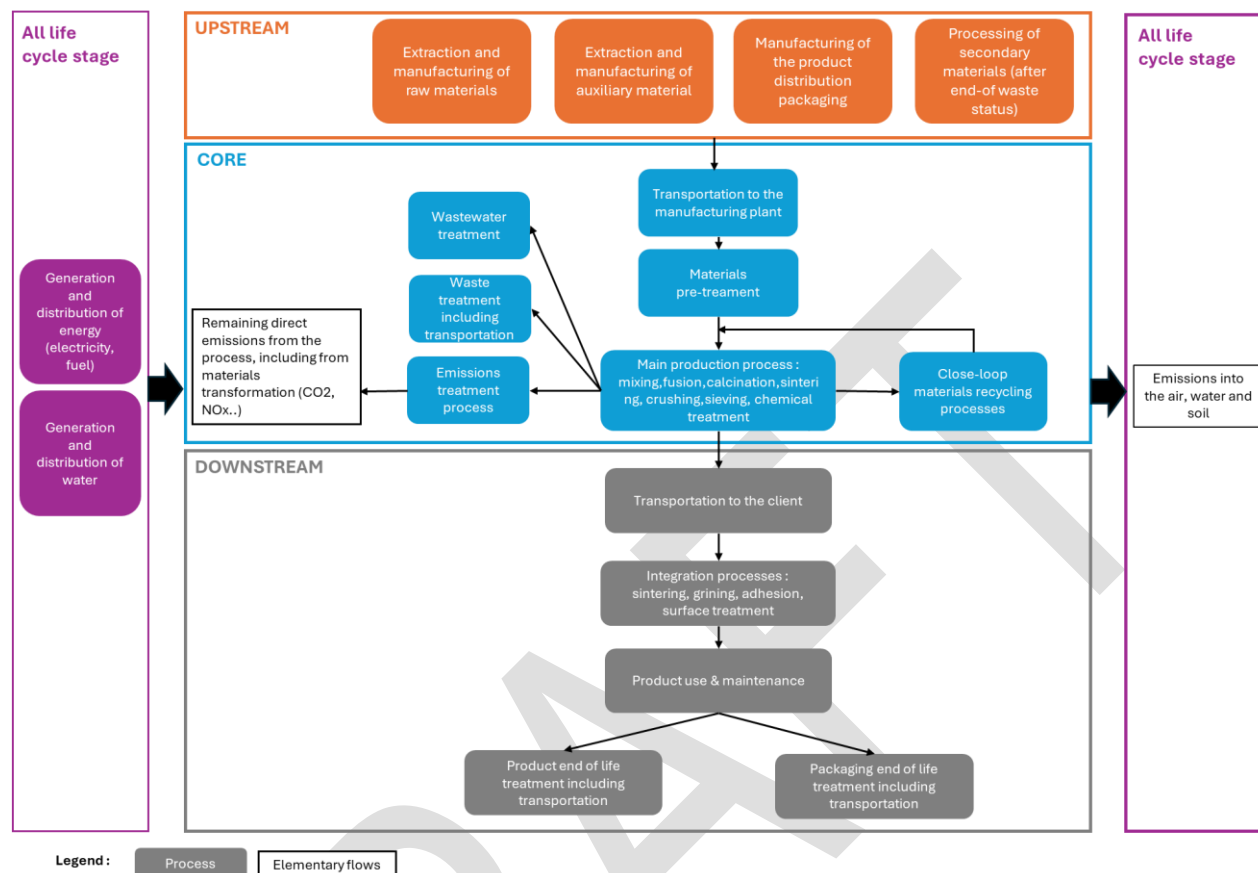 All life
cycle stage
UPSTREAM
Extraction and
manufacturing of
raw materials
Extraction and
manufacturing of
auxiliary material
Manufacturing of
the product
distribution
packaging
Processing of
secondary
materials (after
end-of waste
status)
All life
cycle stage
CORE
Transportation to the
manufacturing plant
Wastewater
treatment
Materials
pre-treament
Generation
and
distribution of
energy
(electricity,
fuel)
Waste
treatment
including
transportation
Remaining direct
emissions from the
process, including from
materials
transformation (CO2,
NOx..)
Emissions
treatment
process
Main production process :
mixing,fusion,calcination,sinteri
ng, crushing,sieving, chemical
treatment
Close-loop
materials recycling
processes
Emissions into
the air, water and
soil
Generation
and
distribution of
water
DOWNSTREAM
Transportation to the client
Integration processes :
sintering, grining, adhesion,
surface treatment
Product use & maintenance
Product end of life
treatment including
transportation
Packaging end of life
treatment including
transportation
Legend :
Process
Elementary flows
DRAFT